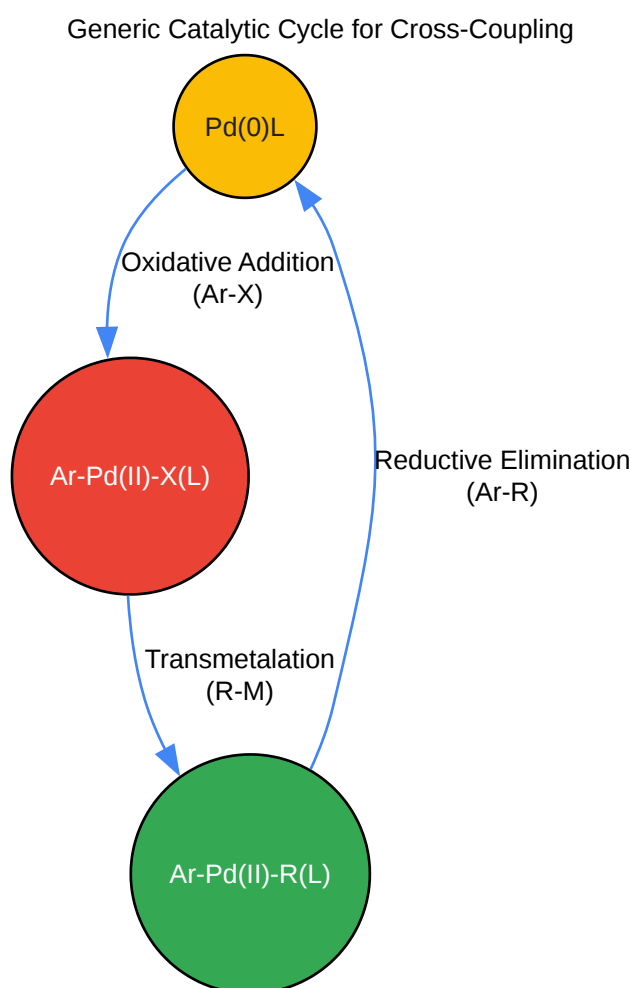 Generic Catalytic Cycle for Cross-Coupling
Pd(0)L
Oxidative Addition
(Ar-X)
Ar-Pd(II)-X(L)
Reductive Elimination
(Ar-R)
Transmetalation
(R-M)
Ar-Pd(II)-R(L)